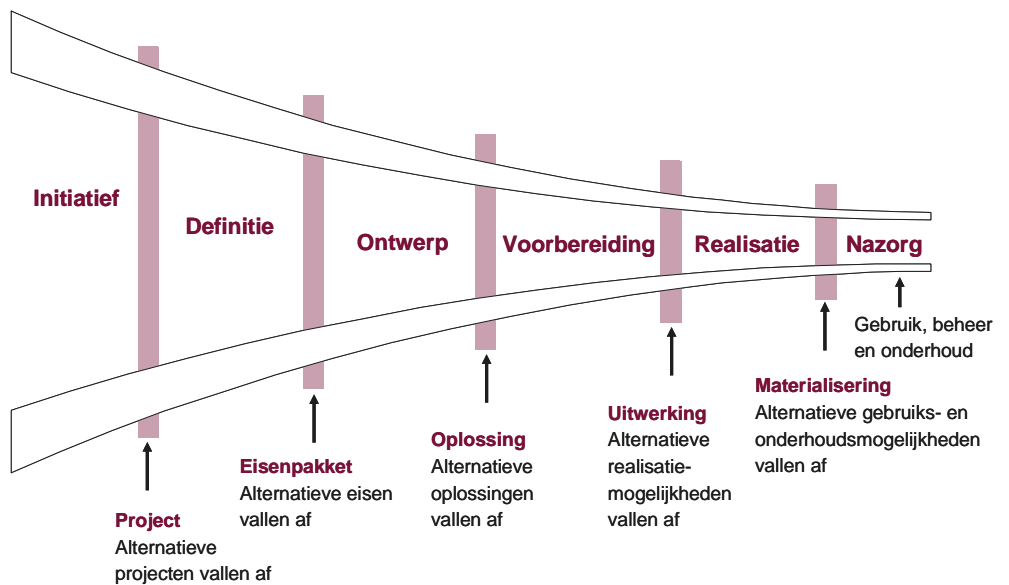 Initiatief
Definitie
Ontwerp
Voorbereiding
Realisatie
Nazorg
Gebruik, beheer
en onderhoud
Project
Alternatieve
projecten vallen af
Eisenpakket
Alternatieve eisen
vallen af
Oplossing
Alternatieve
oplossingen
vallen af
Uitwerking
Alternatieve
realisatie-
mogelijkheden
vallen af
Materialisering
Alternatieve gebruiks- en
onderhoudsmogelijkheden
vallen af